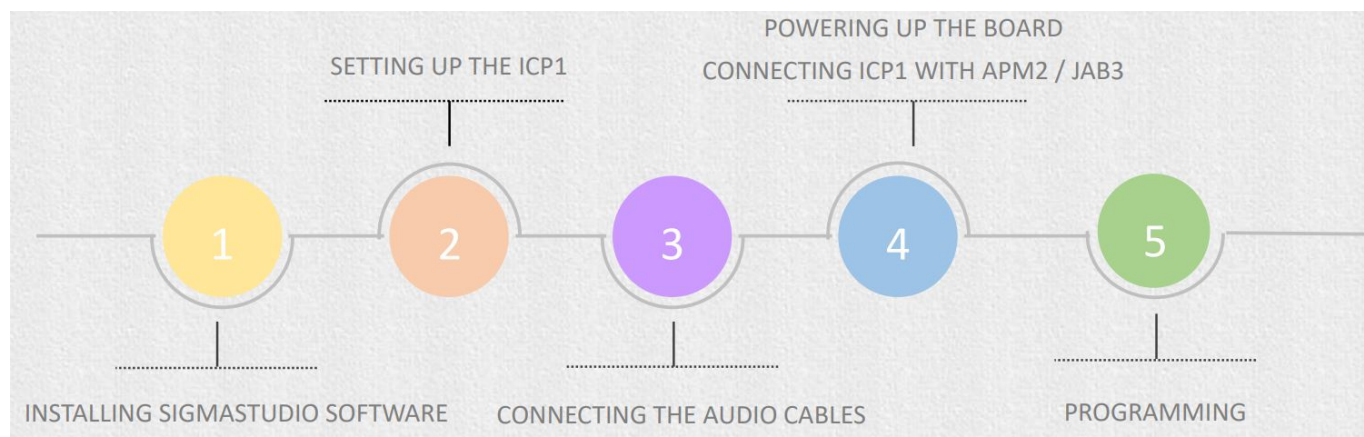 POWERING UP THE BOARD
SETTING UP THE ICP1
CONNECTING ICP1 WITH APM2 / JAB3
1
2
3
4
5
INSTALLING SIGMASTUDIO SOFTWARE
CONNECTING THE AUDIO CABLES
PROGRAMMING